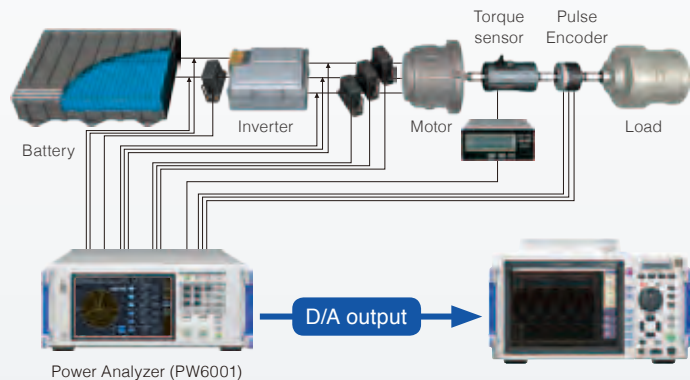 Torque
sensor
Pulse
Encoder
Battery
Inverter
Motor
Load
D/A output
Power Analyzer (PW6001)